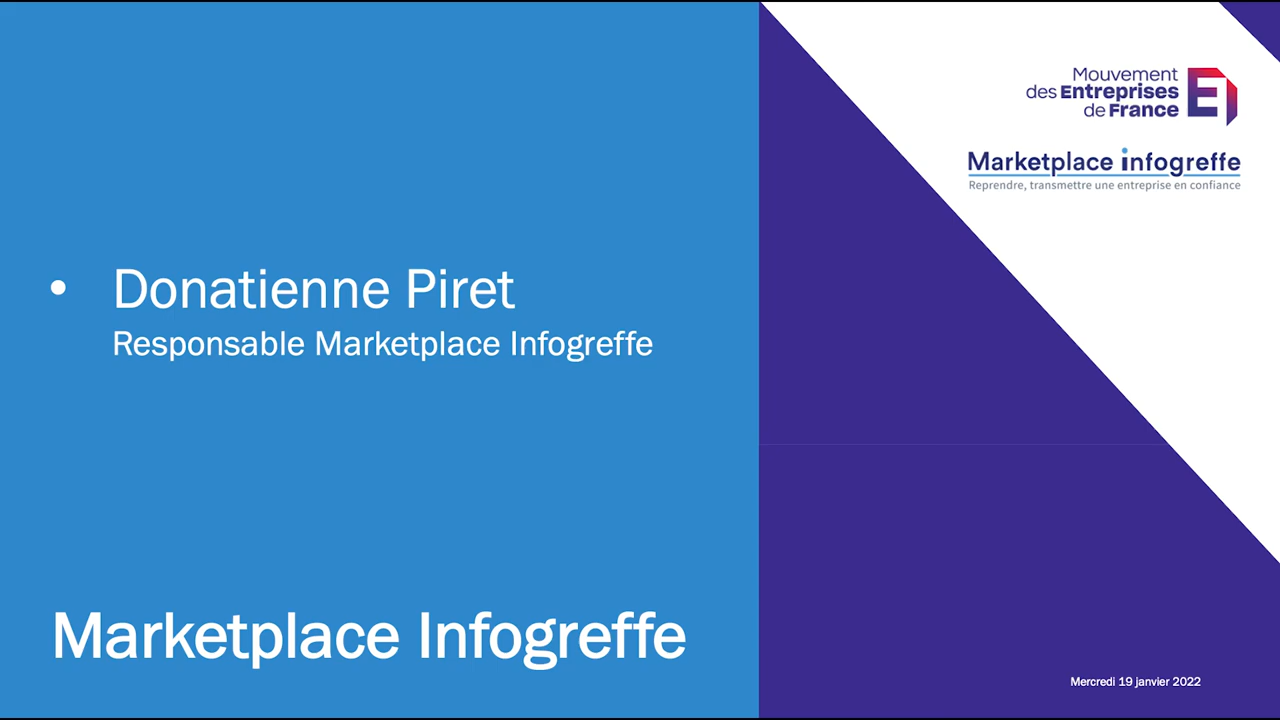 Mouvement
des Entreprises
de France
Marketplace infogreffe
Reprendre, transmettre une entreprise en confiance
• Donatienne Piret
Responsable Marketplace Infogreffe
Marketplace Infogreffe
Mercredi 19 janvier 2022